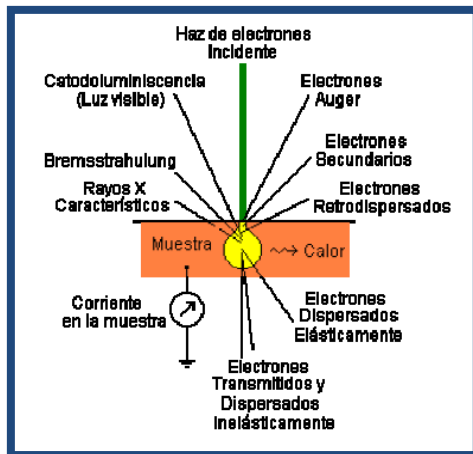 Haz de electrones
Incidente
Catodoluminiscencia
(Luz visible)
Electrones
Auger
Bremsstrahulung
Electrones
Secundarios
Rayos X
Característicos
Electrones
Retrodispersados
Muestra
Calor
Corriente
en la muestra
Electrones
Dispersados
Elásticamente
Electrones
Transmitidos y
Dispersados
Inelásticamente